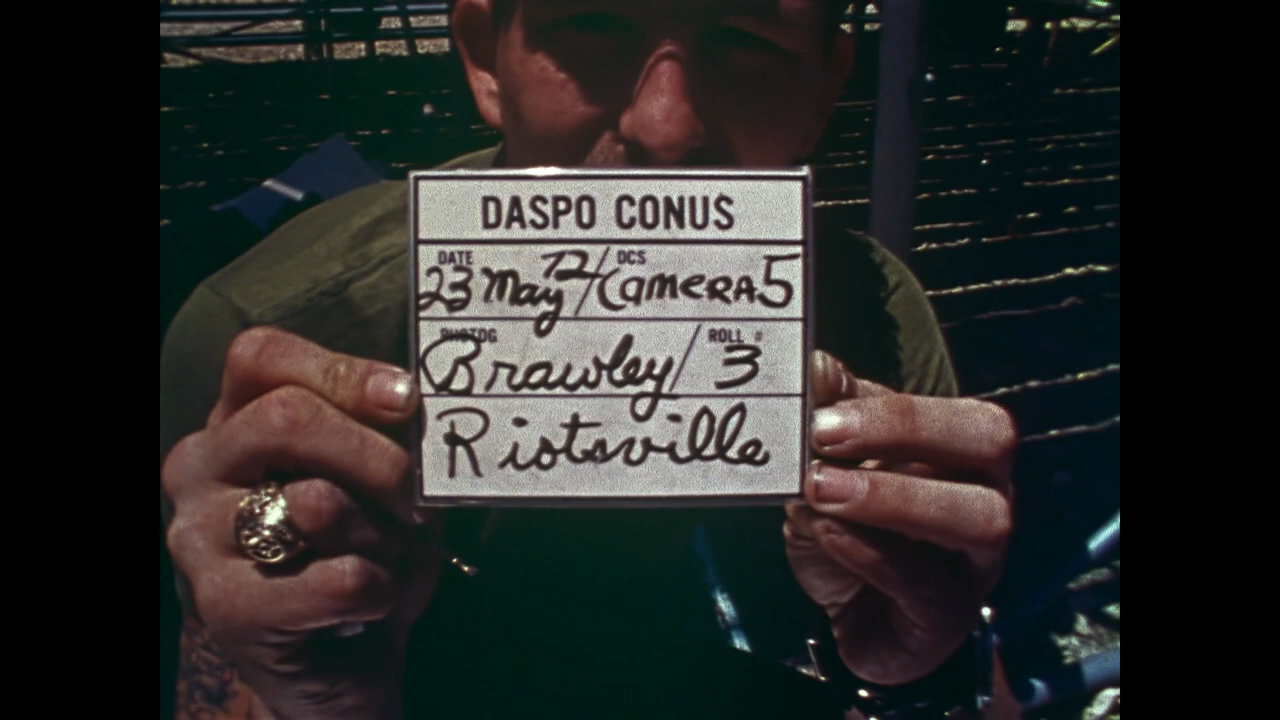 DASPO CONUS
DATE DCS
23 May 72/Camera 5
PHOTOG ROLL #
Brawley/3
Riotsville